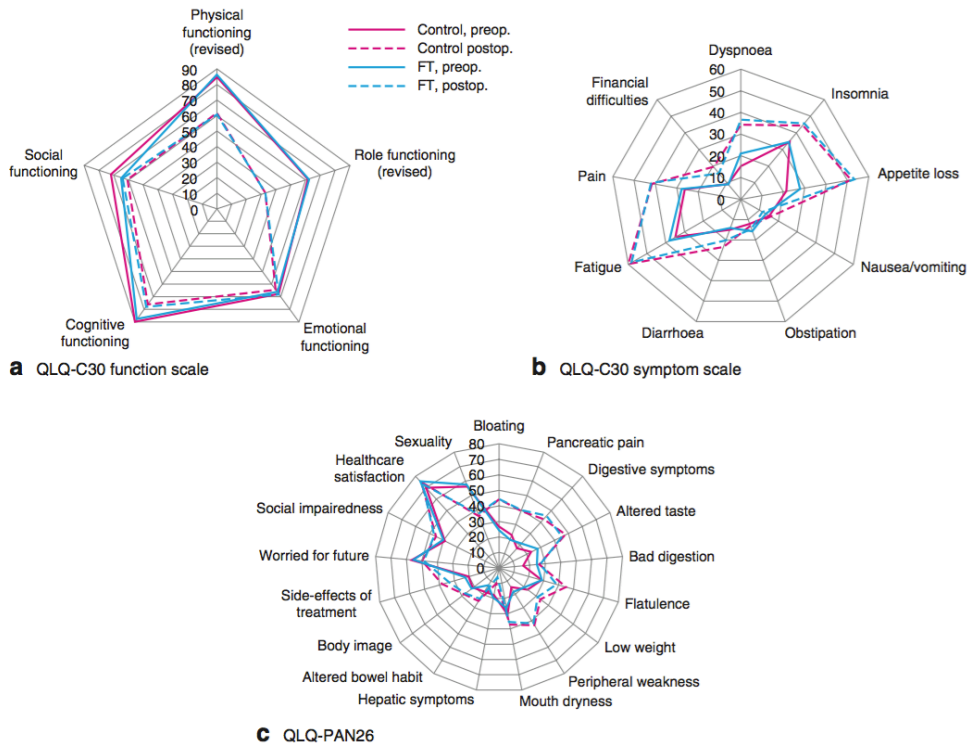 Physical
functioning
(revised)
Control, preop.
Control postop.
FT, preop.
FT, postop.
90
80
70
60
50
40
30
20
10
0
Social
functioning
Role functioning
(revised)
Cognitive
functioning
Emotional
functioning
a QLQ-C30 function scale
Dyspnoea
60
50
40
30
20
10
0
Financial
difficulties
Insomnia
Pain
Appetite loss
Fatigue
Nausea/vomiting
Diarrhoea
Obstipation
b QLQ-C30 symptom scale
Bloating
80
70
60
50
40
30
20
10
0
Sexuality
Pancreatic pain
Healthcare
satisfaction
Digestive symptoms
Social impairedness
Altered taste
Worried for future
Bad digestion
Side-effects of
treatment
Flatulence
Body image
Low weight
Altered bowel habit
Peripheral weakness
Hepatic symptoms
Mouth dryness
c QLQ-PAN26